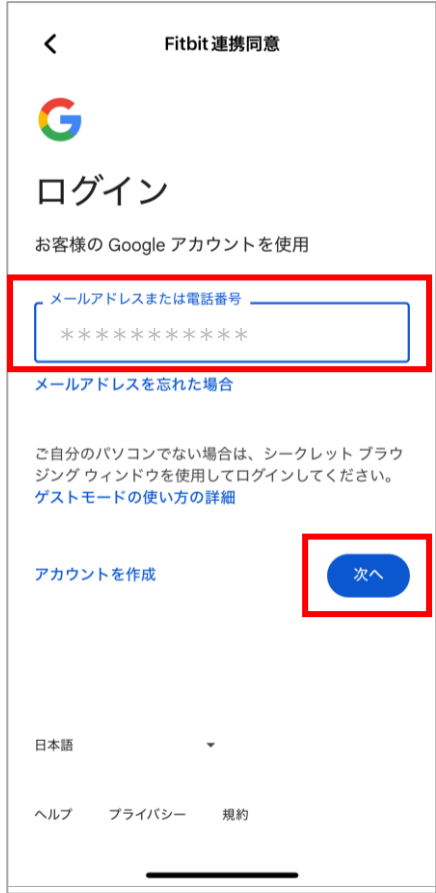 Fitbit連携同意
ログイン
お客様の Google アカウントを使用
メールアドレスまたは電話番号
＊＊＊＊＊＊＊＊＊＊＊
メールアドレスを忘れた場合
ご自分のパソコンでない場合は、シークレット ブラウ
ジング ウィンドウを使用してログインしてください。
ゲストモードの使い方の詳細
アカウントを作成 次へ
日本語
ヘルプ プライバシー 規約